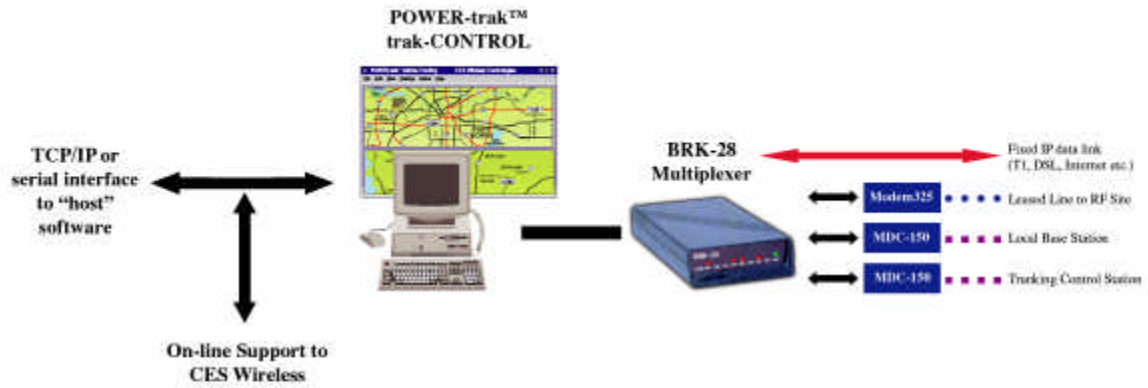 POWER-trak™
trak-CONTROL
TCP/IP or
serial interface
to “host”
software
BRK-28
Multiplexer
Fixed IP data link
(T1, DSL, Internet etc.)
Modem325
Leased Line to RF Site
MDC-150
Local Base Station
MDC-150
Trunking Control Station
BRK-28
On-line Support to
CES Wireless